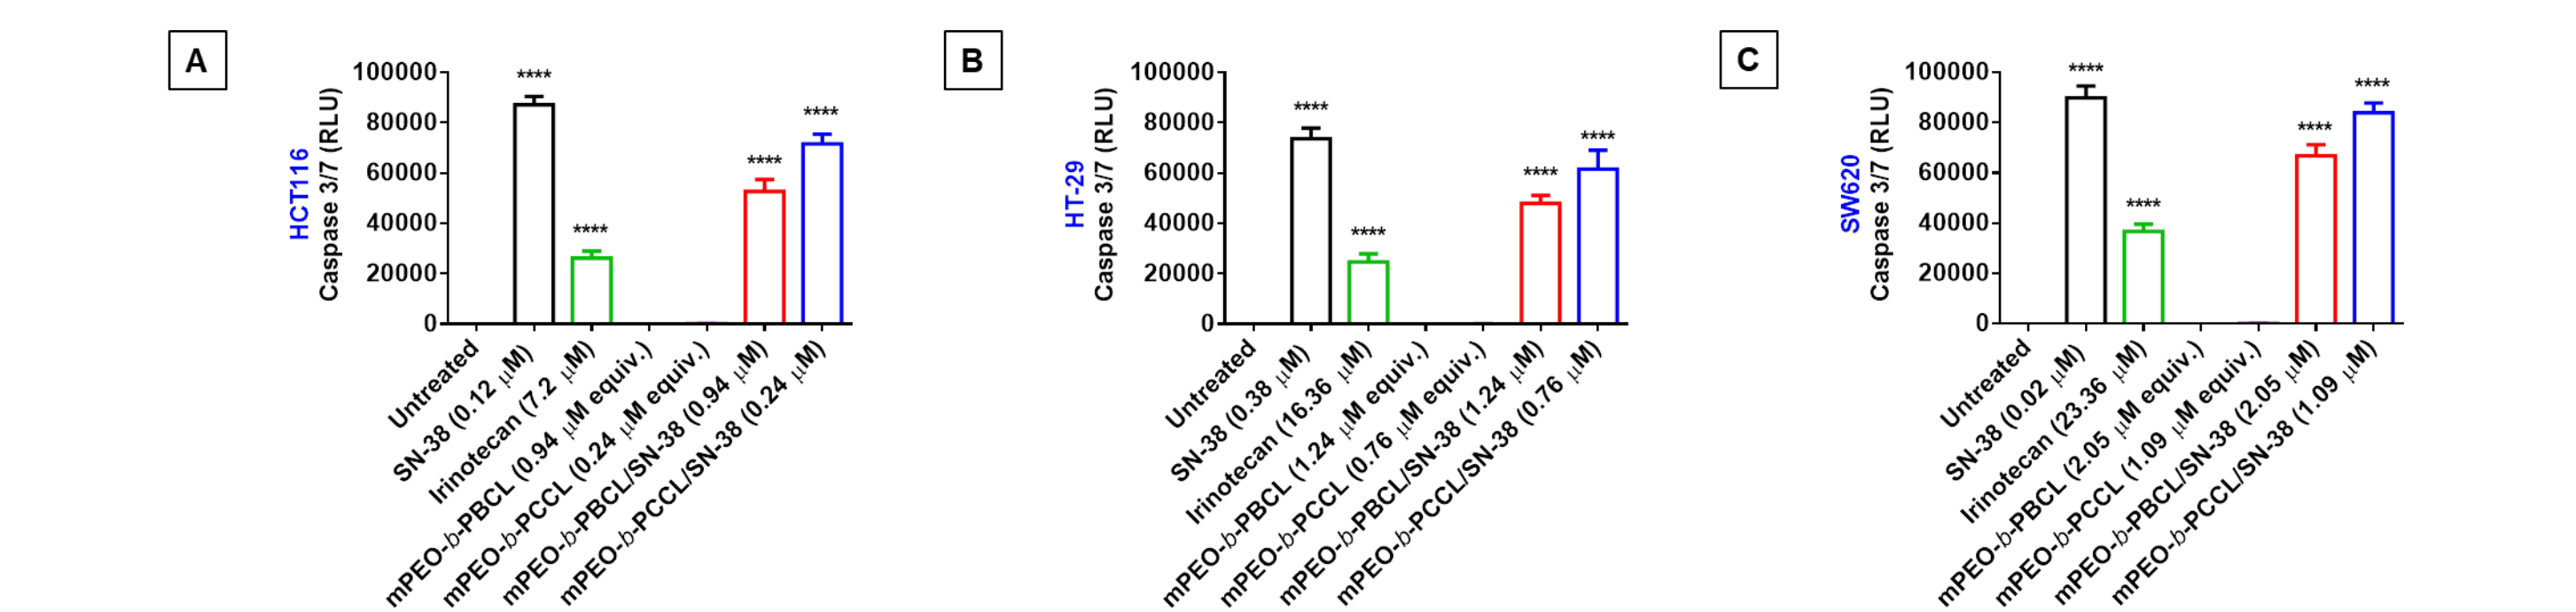 A
HCT116
Caspase 3/7 (RLU)
100000
80000
60000
40000
20000
0
****
****
****
****
Untreated
SN-38 (0.12 μM)
Irinotecan (7.2 μM)
mPEO-b-PBCL (0.94 μM equiv.)
mPEO-b-PCCL (0.24 μM equiv.)
mPEO-b-PBCL/SN-38 (0.94 μM)
mPEO-b-PCCL/SN-38 (0.24 μM)
B
HT-29
Caspase 3/7 (RLU)
100000
80000
60000
40000
20000
0
****
****
****
****
Untreated
SN-38 (0.38 μM)
Irinotecan (16.36 μM)
mPEO-b-PBCL (1.24 μM equiv.)
mPEO-b-PCCL (0.76 μM equiv.)
mPEO-b-PBCL/SN-38 (1.24 μM)
mPEO-b-PCCL/SN-38 (0.76 μM)
C
SW620
Caspase 3/7 (RLU)
100000
80000
60000
40000
20000
0
****
****
****
****
Untreated
SN-38 (0.02 μM)
Irinotecan (23.36 μM)
mPEO-b-PBCL (2.05 μM equiv.)
mPEO-b-PCCL (1.09 μM equiv.)
mPEO-b-PBCL/SN-38 (2.05 μM)
mPEO-b-PCCL/SN-38 (1.09 μM)